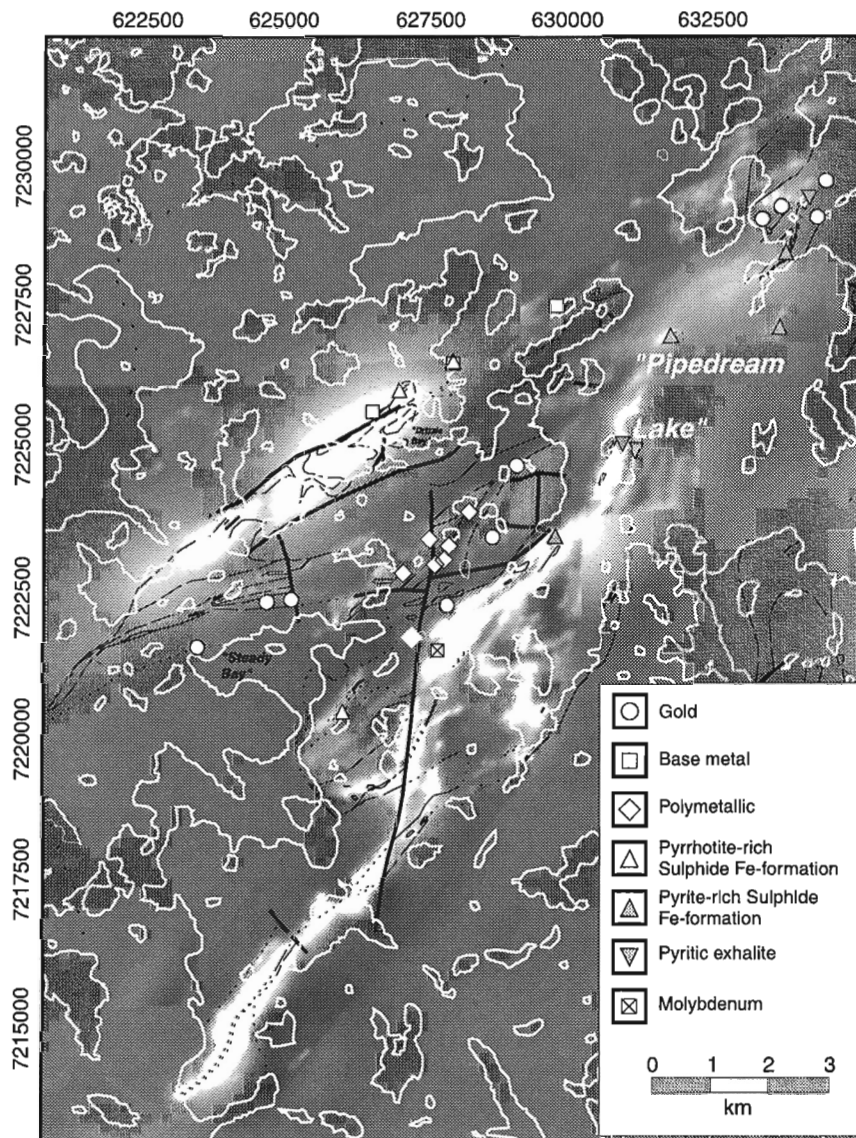 622500 625000 627500 630000 632500
7230000
7227500
7225000
7222500
7220000
7217500
7215000
"Pipedream
Lake"
"Drizzle
Bay"
"Steady
Bay"
Gold
Base metal
Polymetallic
Pyrrhotite-rich
Sulphide Fe-formation
Pyrite-rich Sulphide
Fe-formation
Pyritic exhalite
Molybdenum
0 1 2 3
km